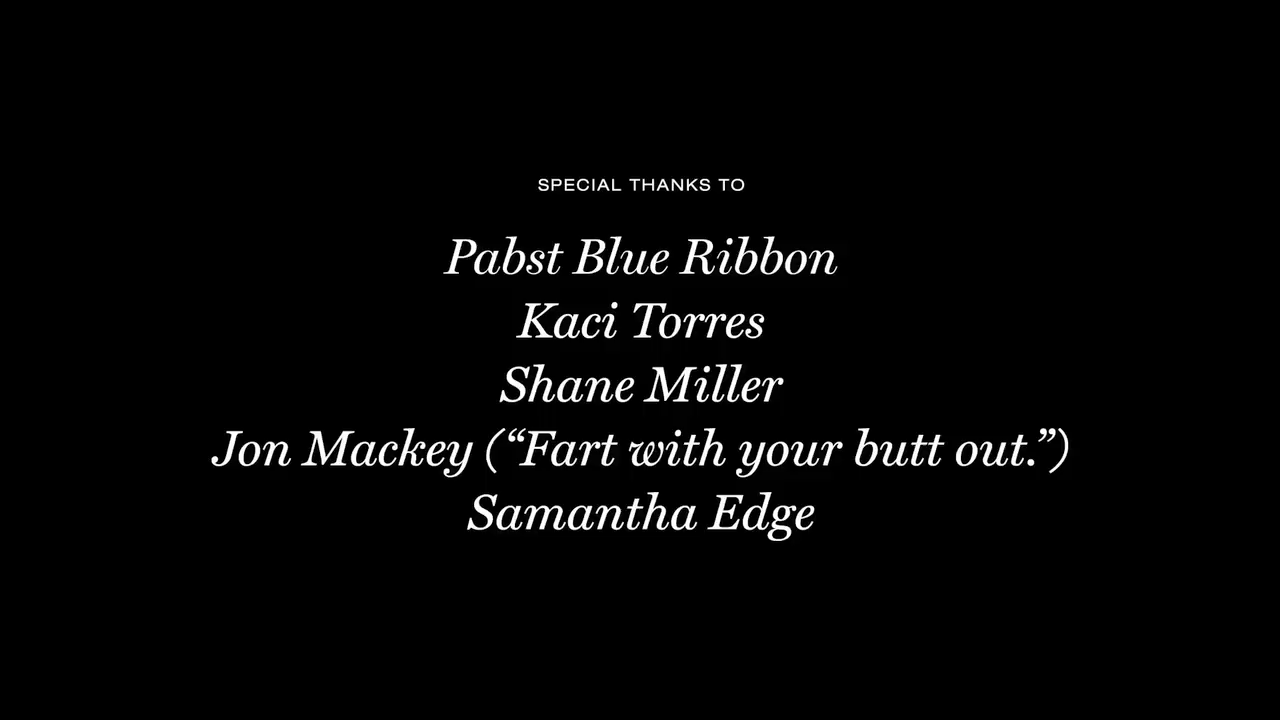 SPECIAL THANKS TO
Pabst Blue Ribbon
Kaci Torres
Shane Miller
Jon Mackey (“Fart with your butt out.”)
Samantha Edge